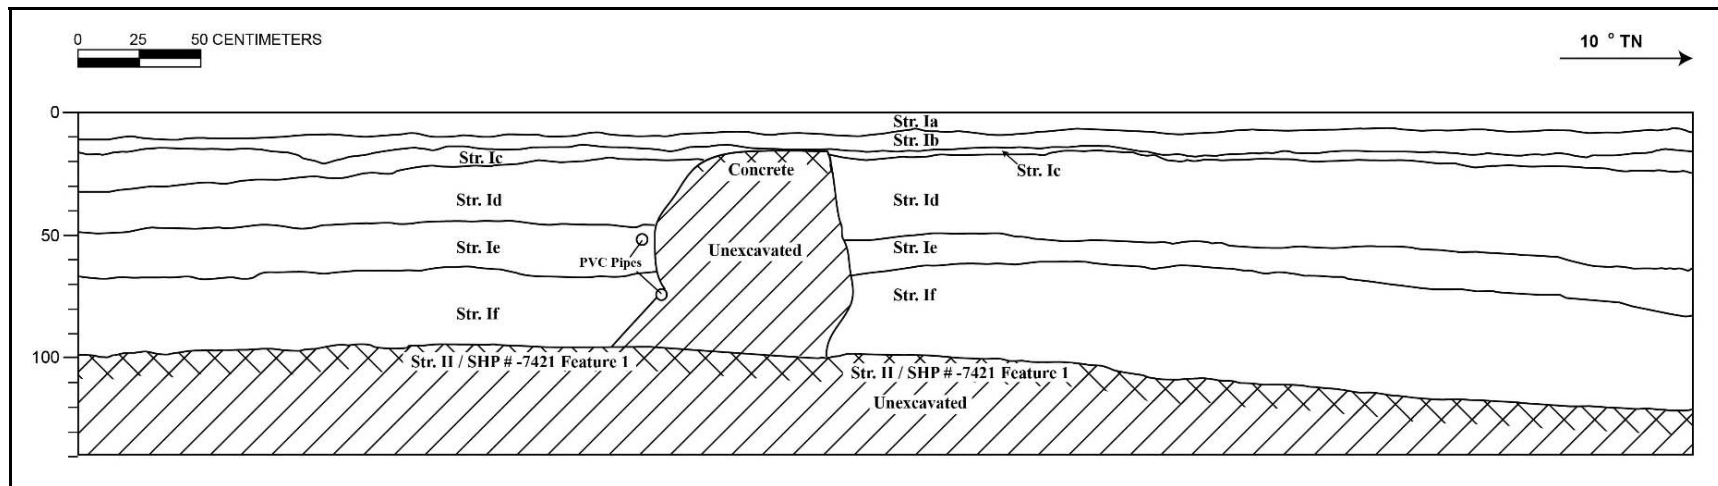 0 25 50 CENTIMETERS
10 ° TN
0
Str. Ia
Str. Ib
Str. Ic
Concrete
Str. Ic
Str. Id
Str. Id
50
Str. Ie
Unexcavated
Str. Ie
PVC Pipes
Str. If
Str. If
100
Str. II / SHP # -7421 Feature 1
Str. II / SHP # -7421 Feature 1
Unexcavated